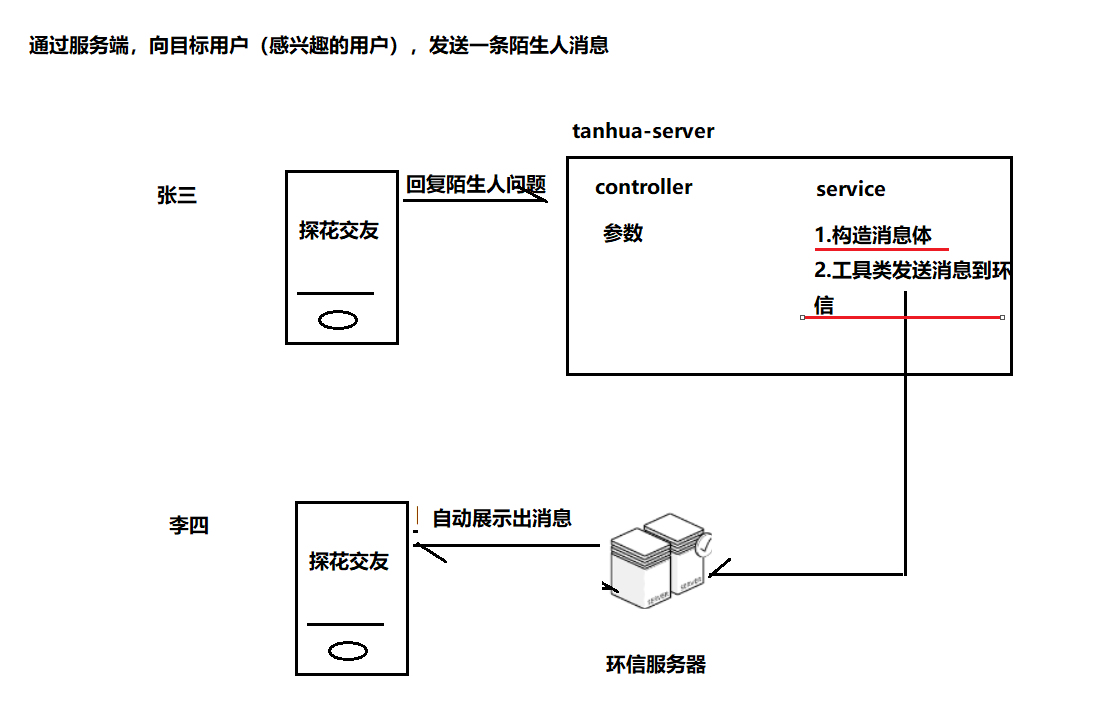 通过服务端，向目标用户（感兴趣的用户），发送一条陌生人消息
tanhua-server
张三
回复陌生人问题
controller
service
探花交友
参数
1.构造消息体
2.工具类发送消息到环
信
李四
自动展示出消息
探花交友
SERVER
SERVER
环信服务器